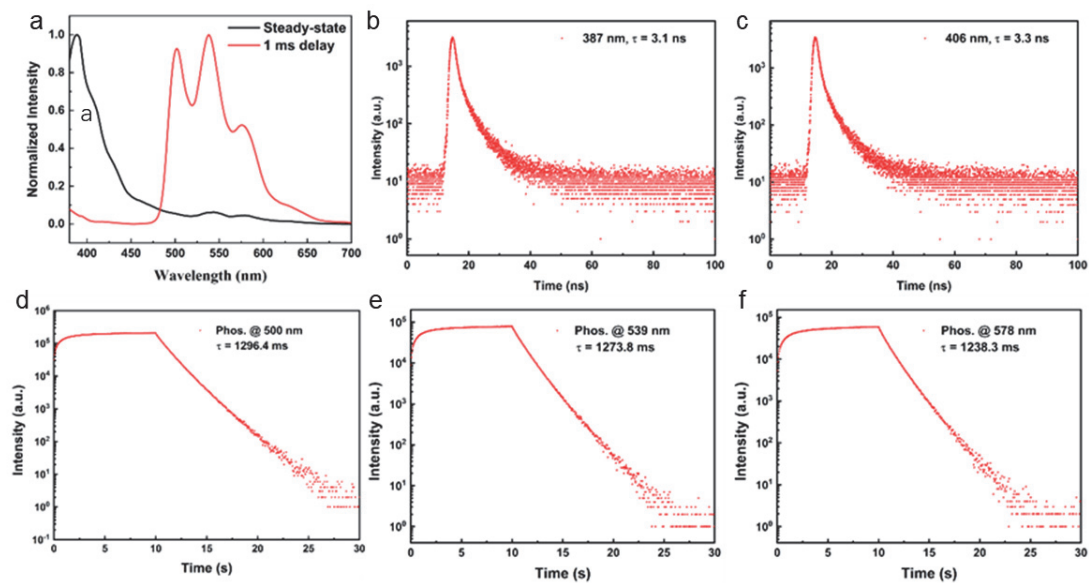 a
Steady-state
1 ms delay
a
Normalized Intensity
1.0
0.8
0.6
0.4
0.2
0.0
400 450 500 550 600 650 700
Wavelength (nm)
b
387 nm, τ = 3.1 ns
Intensity (a.u.)
10³
10²
10¹
10⁰
0 20 40 60 80 100
Time (ns)
c
406 nm, τ = 3.3 ns
Intensity (a.u.)
10³
10²
10¹
10⁰
0 20 40 60 80 100
Time (ns)
d
Phos. @ 500 nm
τ = 1296.4 ms
Intensity (a.u.)
10⁶
10⁵
10⁴
10³
10²
10¹
10⁰
10⁻¹
0 5 10 15 20 25 30
Time (s)
e
Phos. @ 539 nm
τ = 1273.8 ms
Intensity (a.u.)
10⁵
10⁴
10³
10²
10¹
10⁰
0 5 10 15 20 25 30
Time (s)
f
Phos. @ 578 nm
τ = 1238.3 ms
Intensity (a.u.)
10⁵
10⁴
10³
10²
10¹
10⁰
0 5 10 15 20 25 30
Time (s)